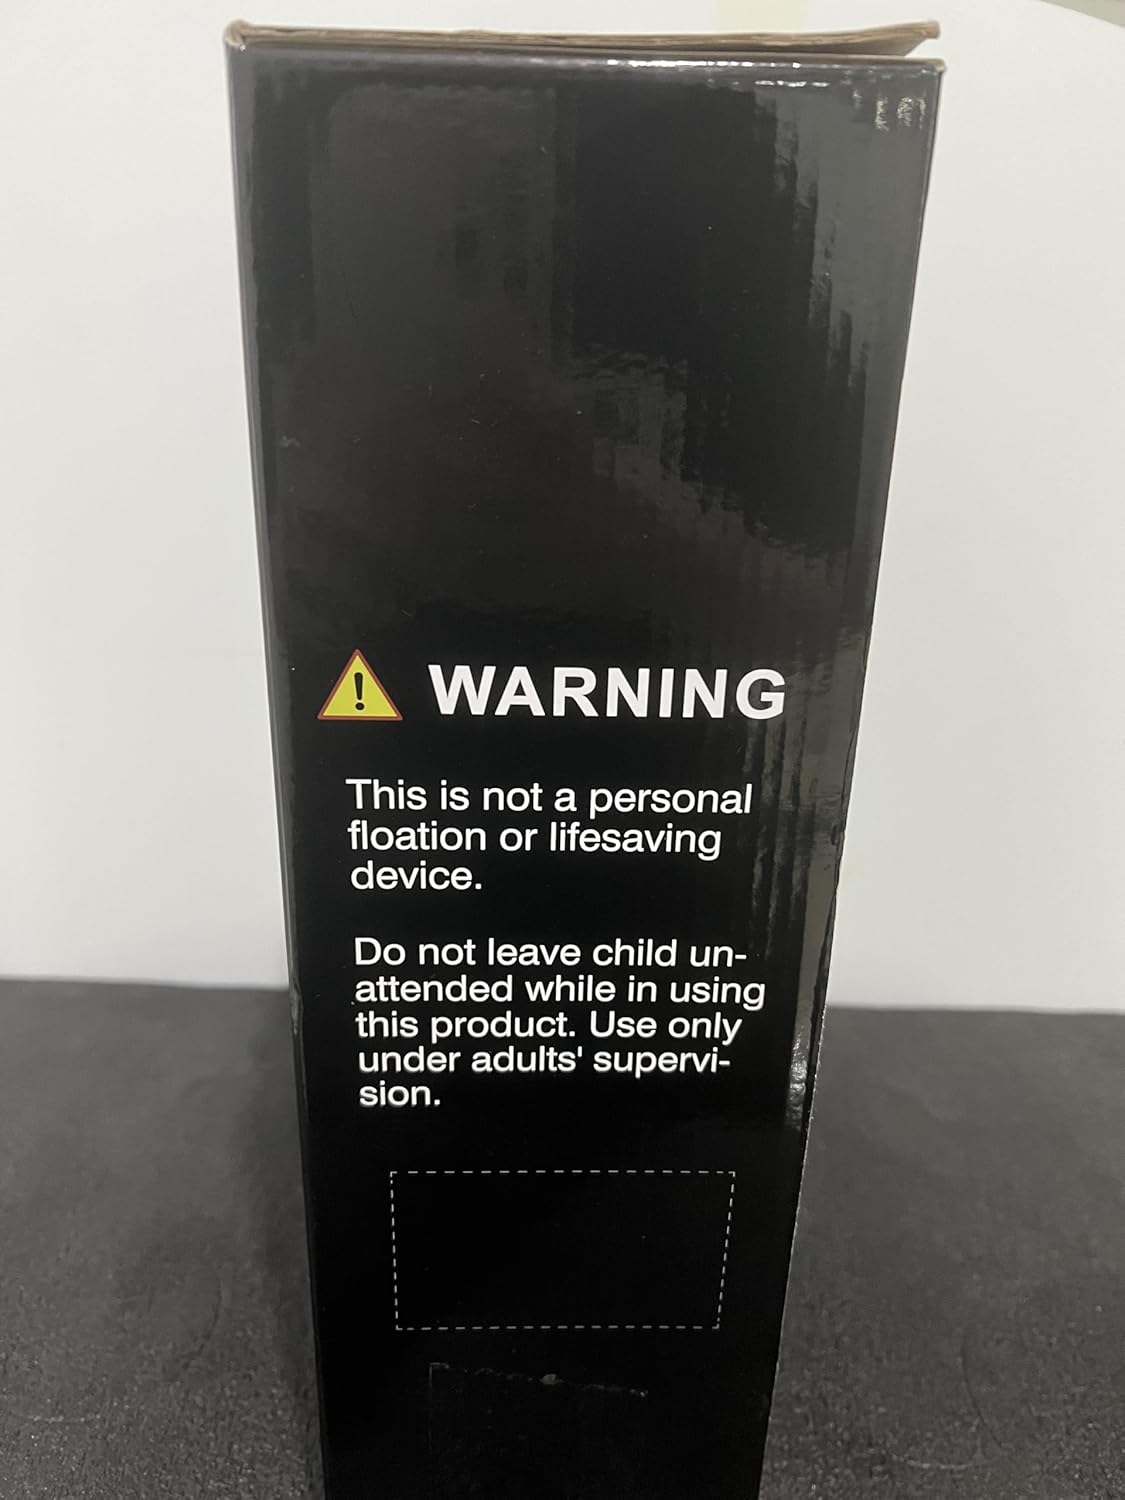 WARNING
This is not a personal
floation or lifesaving
device.
Do not leave child un-
attended while in using
this product. Use only
under adults' supervi-
sion.